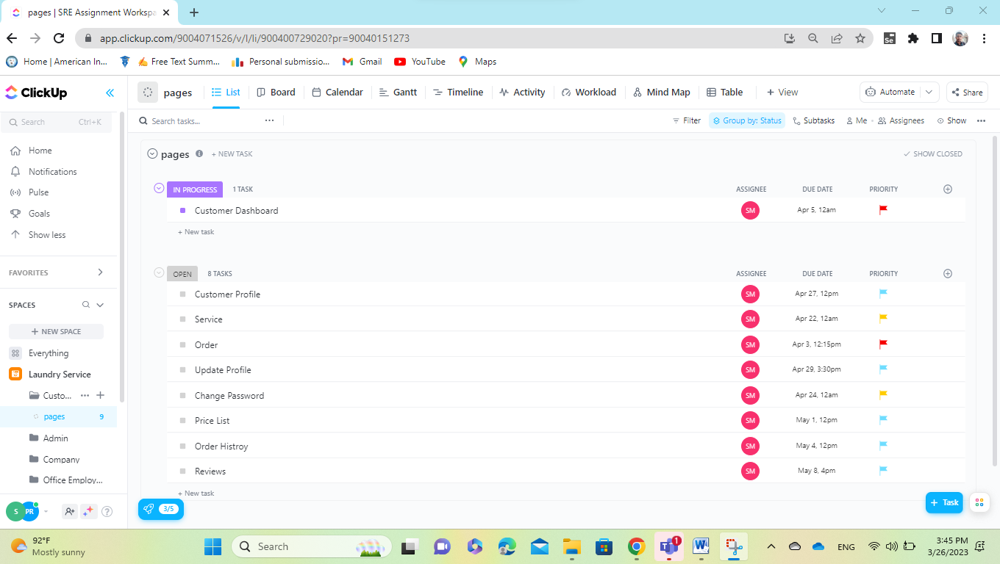 pages | SRE Assignment Workspa
app.clickup.com/9004071526/v/l/li/900400729020?pr=90040151273
Home | American In... Free Text Summ... Personal submissio... Gmail YouTube Maps
ClickUp
pages List Board Calendar Gantt Timeline Activity Workload Mind Map Table + View Automate Share
Search Ctrl+K
Search tasks... Filter Group by: Status Subtasks Me Assignees Show
Home
Notifications
Pulse
Goals
Show less
FAVORITES
SPACES
+ NEW SPACE
Everything
Laundry Service
Custo...
pages 9
Admin
Company
Office Employ...
S PR
pages + NEW TASK SHOW CLOSED
IN PROGRESS 1 TASK ASSIGNEE DUE DATE PRIORITY
Customer Dashboard SM Apr 5, 12am
+ New task
OPEN 8 TASKS ASSIGNEE DUE DATE PRIORITY
Customer Profile SM Apr 27, 12pm
Service SM Apr 22, 12am
Order SM Apr 3, 12:15pm
Update Profile SM Apr 29, 3:30pm
Change Password SM Apr 24, 12am
Price List SM May 1, 12pm
Order Histroy SM May 4, 12pm
Reviews SM May 8, 4pm
+ New task
3/5
+ Task
92°F
Mostly sunny
Search
1
ENG
3:45 PM
3/26/2023